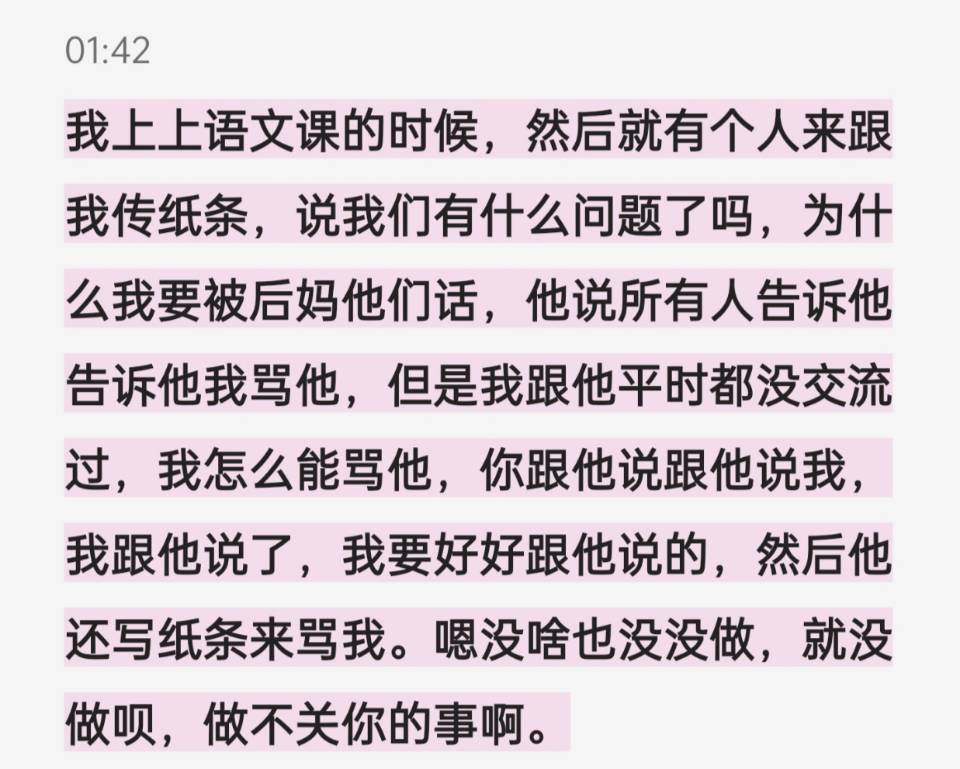 01:42
我上上语文课的时候，然后就有个人来跟
我传纸条，说我们有什么问题了吗，为什
么我要被后妈他们话，他说所有人告诉他
告诉他我骂他，但是我跟他平时都没交流
过，我怎么能骂他，你跟他说跟他说我，
我跟他说了，我要好好跟他说的，然后他
还写纸条来骂我。嗯没啥也没没做，就没
做呗，做不关你的事啊。